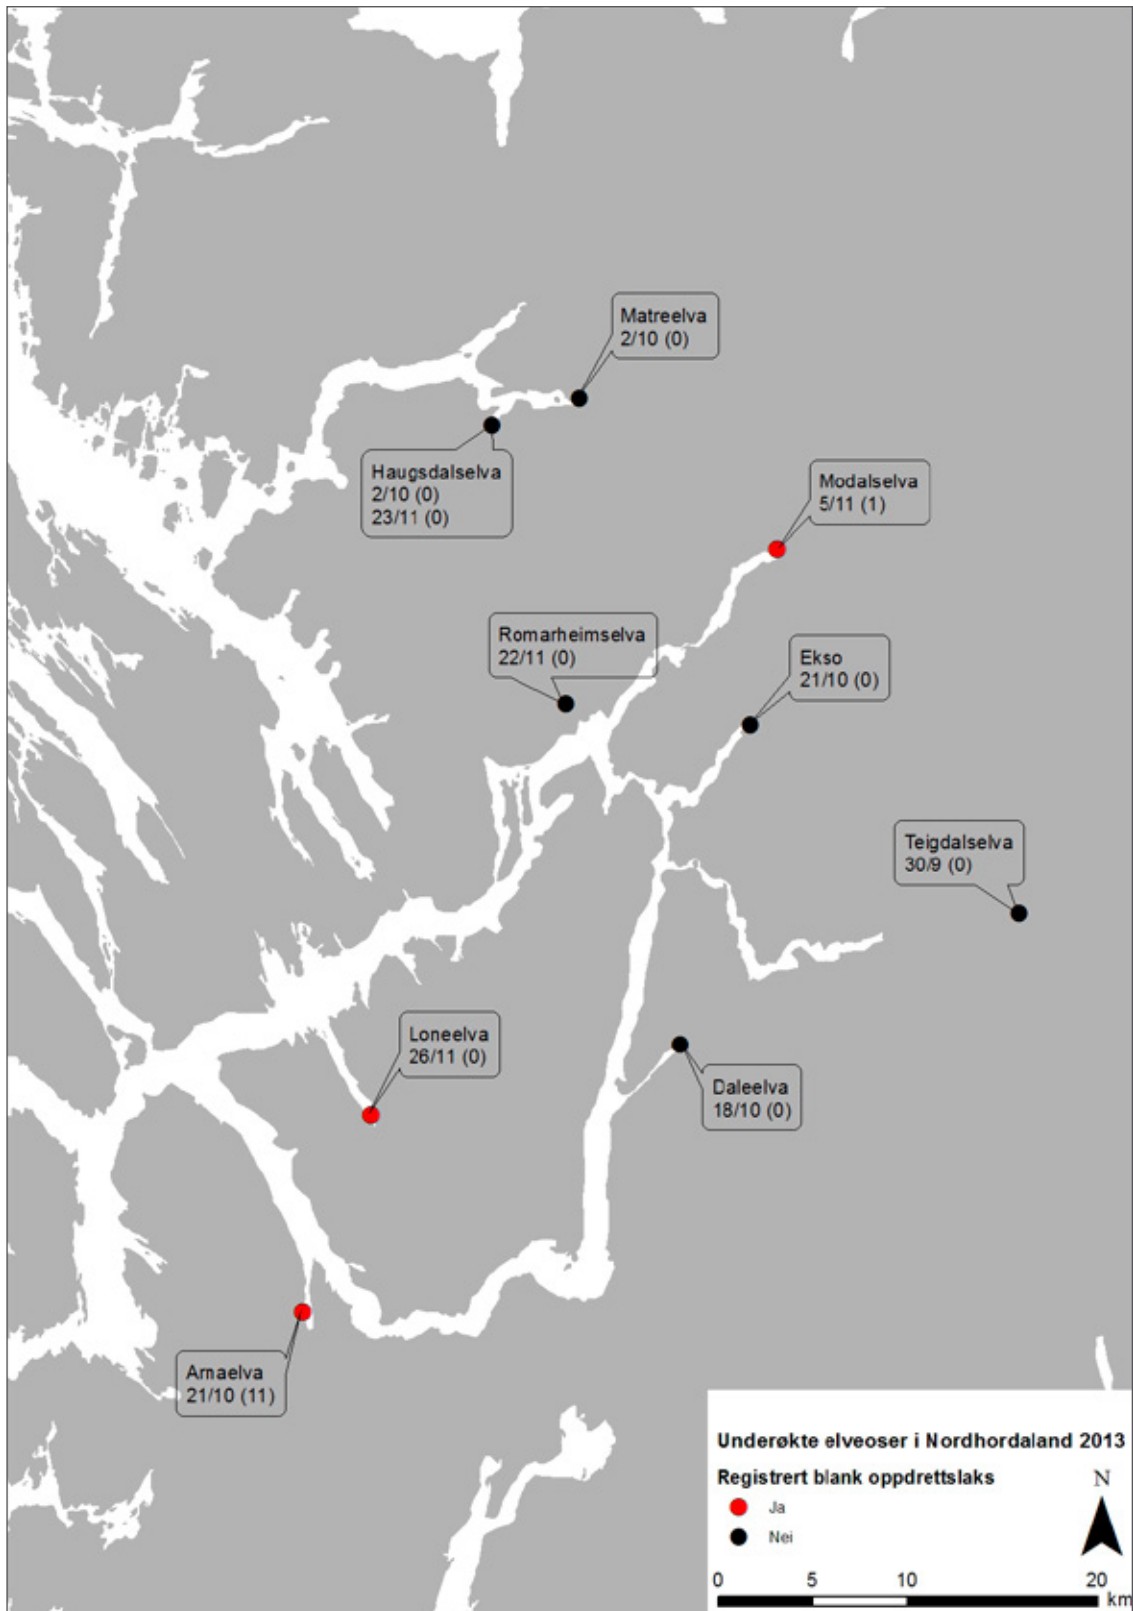 Matreelva
2/10 (0)
Haugsdalselva
2/10 (0)
23/11 (0)
Modalselva
5/11 (1)
Romarheimselva
22/11 (0)
Ekso
21/10 (0)
Teigdalselva
30/9 (0)
Loneelva
26/11 (0)
Daleelva
18/10 (0)
Arnaelva
21/10 (11)
Underøkte elveoser i Nordhordaland 2013
Registrert blank oppdrettslaks
N
Ja
Nei
0 5 10 20
km